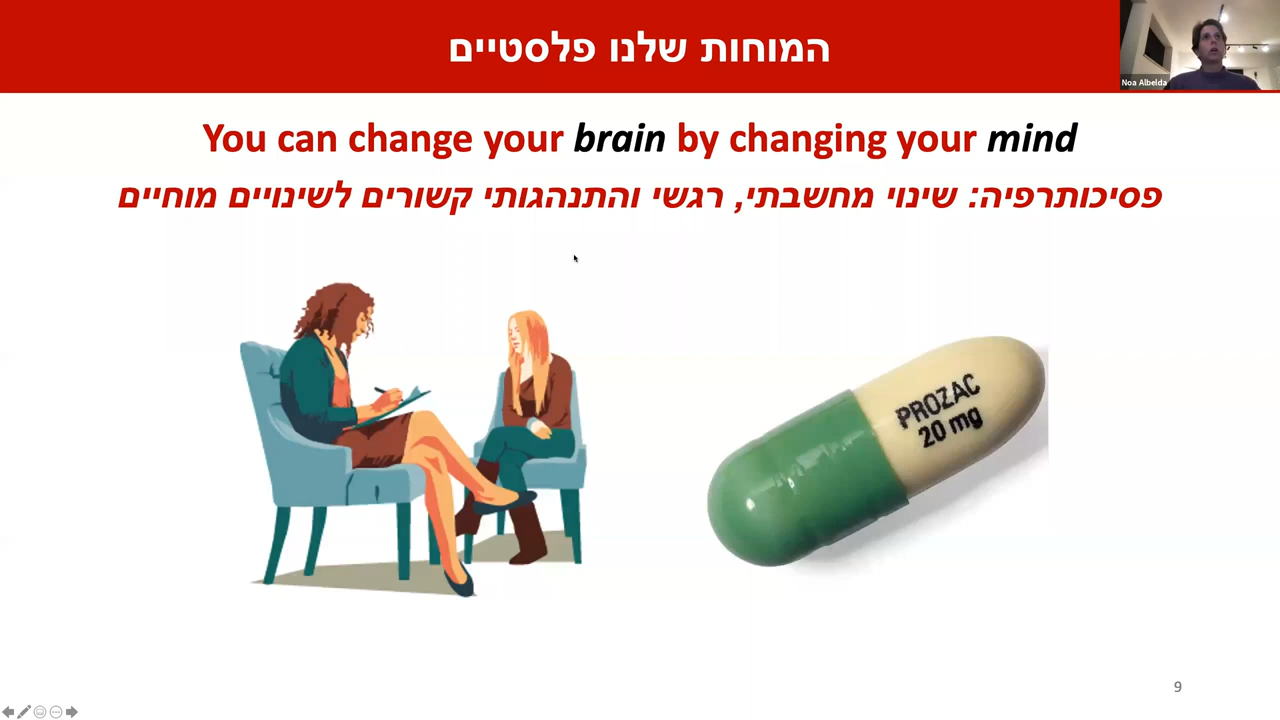 המוחות שלנו פלסטיים
Noa Albelda
You can change your brain by changing your mind
פסיכותרפיה: שינוי מחשבתי, רגשי והתנהגותי קשורים לשינויים מוחיים
PROZAC
20 mg
9